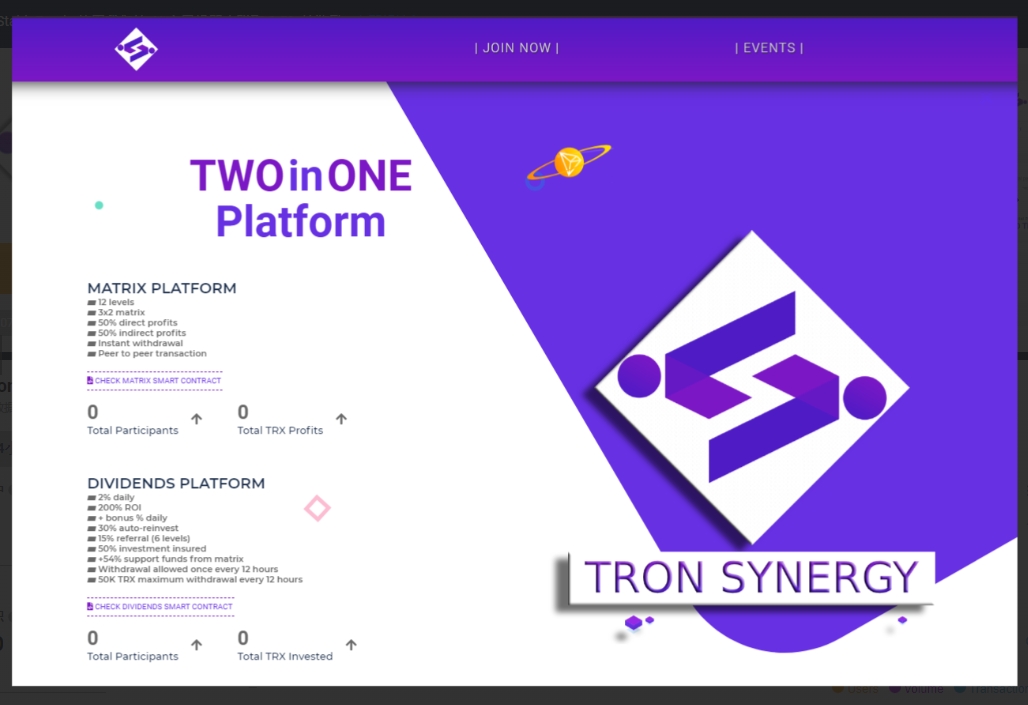 | JOIN NOW |
| EVENTS |
TWO in ONE
Platform
MATRIX PLATFORM
12 levels
3x2 matrix
50% direct profits
50% indirect profits
Instant withdrawal
Peer to peer transaction
CHECK MATRIX SMART CONTRACT
0
Total Participants
0
Total TRX Profits
DIVIDENDS PLATFORM
2% daily
200% ROI
+ bonus % daily
30% auto-reinvest
15% referral (6 levels)
50% investment insured
+54% support funds from matrix
Withdrawal allowed once every 12 hours
50K TRX maximum withdrawal every 12 hours
CHECK DIVIDENDS SMART CONTRACT
0
Total Participants
0
Total TRX Invested
TRON SYNERGY
Users
Volume